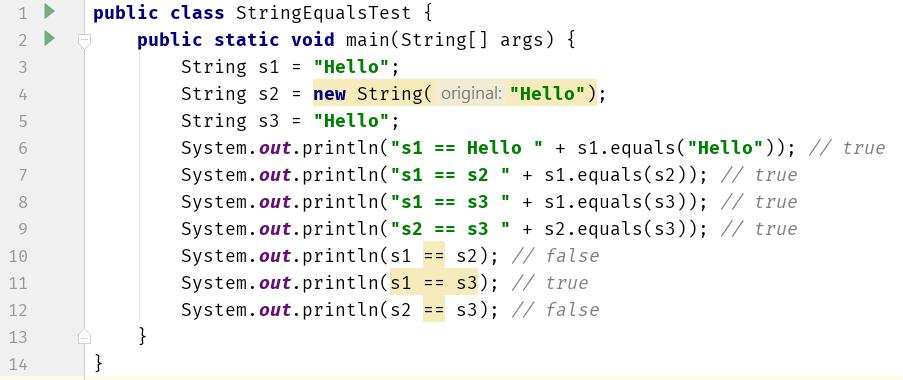 1 public class StringEqualsTest {
2 public static void main(String[] args) {
3 String s1 = "Hello";
4 String s2 = new String( original: "Hello");
5 String s3 = "Hello";
6 System.out.println("s1 == Hello " + s1.equals("Hello")); // true
7 System.out.println("s1 == s2 " + s1.equals(s2)); // true
8 System.out.println("s1 == s3 " + s1.equals(s3)); // true
9 System.out.println("s2 == s3 " + s2.equals(s3)); // true
10 System.out.println(s1 == s2); // false
11 System.out.println(s1 == s3); // true
12 System.out.println(s2 == s3); // false
13 }
14 }